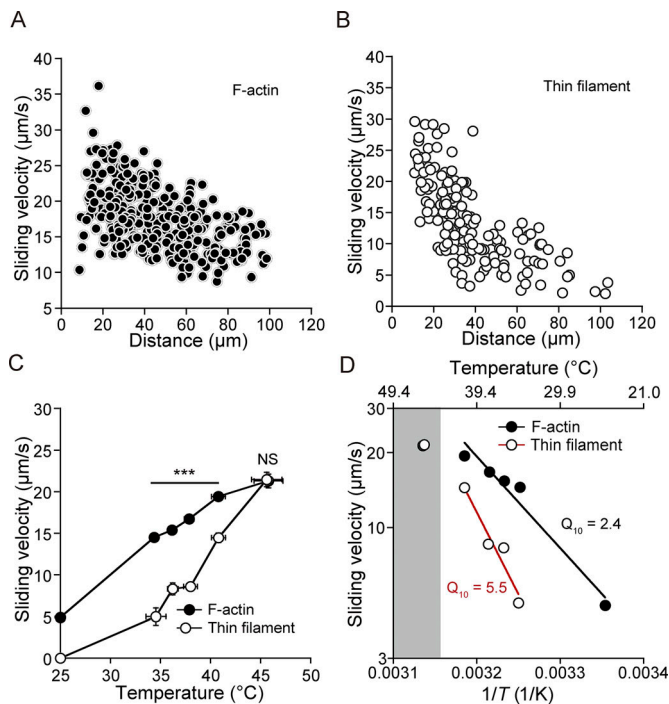 A
B
Sliding velocity (µm/s)
40
35
30
25
20
15
10
5
F-actin
0 20 40 60 80 100 120
Distance (µm)
Sliding velocity (µm/s)
40
35
30
25
20
15
10
5
0
Thin filament
0 20 40 60 80 100 120
Distance (µm)
C
D
Sliding velocity (µm/s)
30
25
20
15
10
5
0
***
NS
F-actin
Thin filament
25 30 35 40 45 50
Temperature (°C)
Temperature (°C)
49.4 39.4 29.9 21.0
Sliding velocity (µm/s)
30
20
10
3
F-actin
Thin filament
Q10 = 2.4
Q10 = 5.5
0.0031 0.0032 0.0033 0.0034
1/T (1/K)